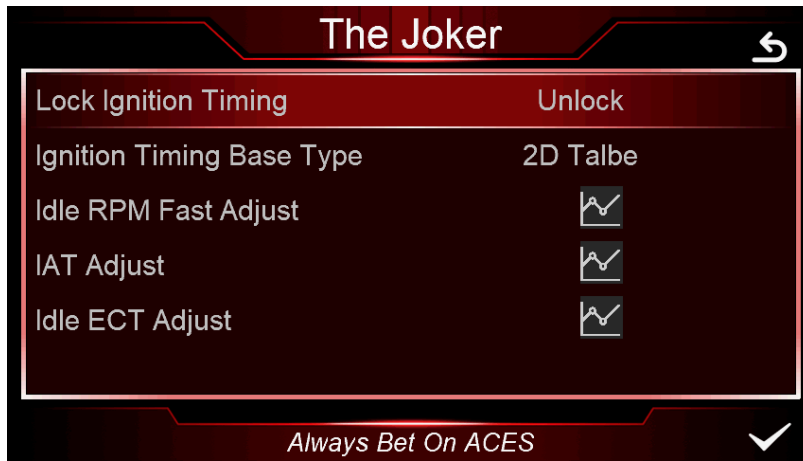 The Joker
Lock Ignition Timing Unlock
Ignition Timing Base Type 2D Talbe
Idle RPM Fast Adjust
IAT Adjust
Idle ECT Adjust
Always Bet On ACES